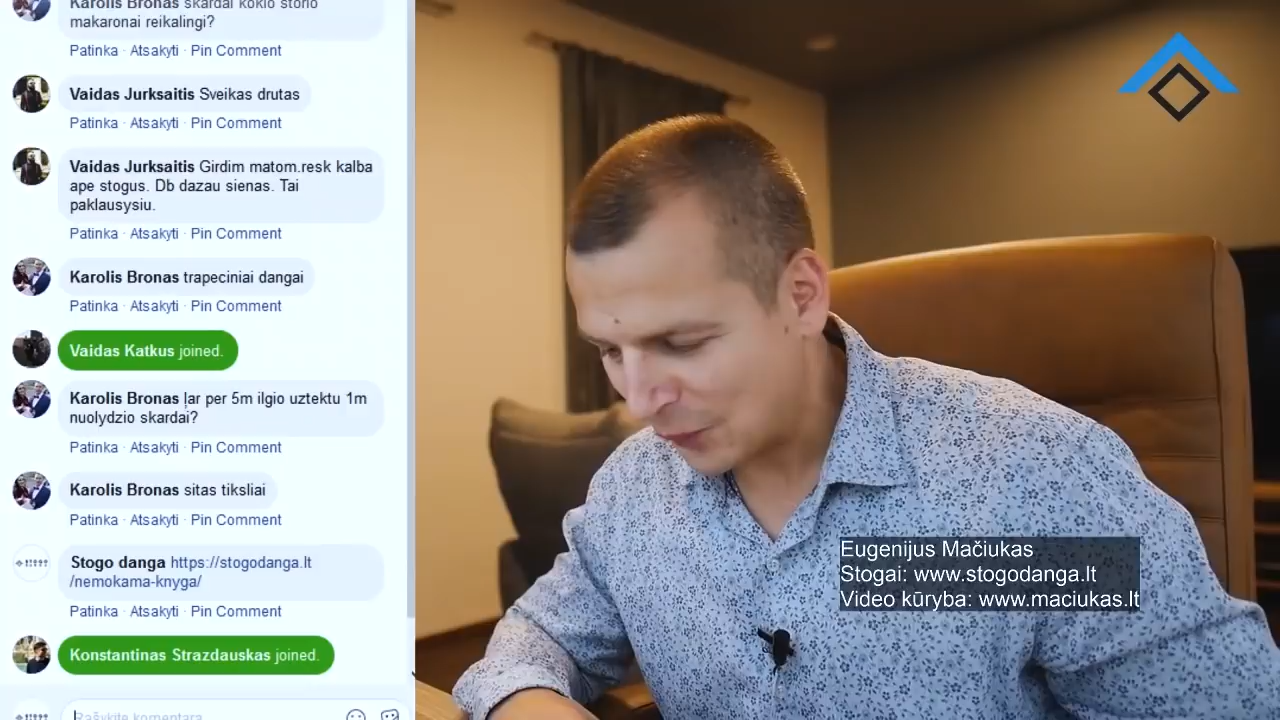 Karolis Bronas skardai kokio storio
makaronai reikalingi?
Patinka · Atsakyti · Pin Comment
Vaidas Jurksaitis Sveikas drutas
Patinka · Atsakyti · Pin Comment
Vaidas Jurksaitis Girdim matom.resk kalba
ape stogus. Db dazau sienas. Tai
paklausysiu.
Patinka · Atsakyti · Pin Comment
Karolis Bronas trapeciniai dangai
Patinka · Atsakyti · Pin Comment
Vaidas Katkus joined.
Karolis Bronas Įar per 5m ilgio uztektu 1m
nuolydzio skardai?
Patinka · Atsakyti · Pin Comment
Karolis Bronas sitas tiksliai
Patinka · Atsakyti · Pin Comment
Stogo danga https://stogodanga.lt
/nemokama-knyga/
Patinka · Atsakyti · Pin Comment
Konstantinas Strazdauskas joined.
Rašykite komentarą
Eugenijus Mačiukas
Stogai: www.stogodanga.lt
Video kūryba: www.maciukas.lt